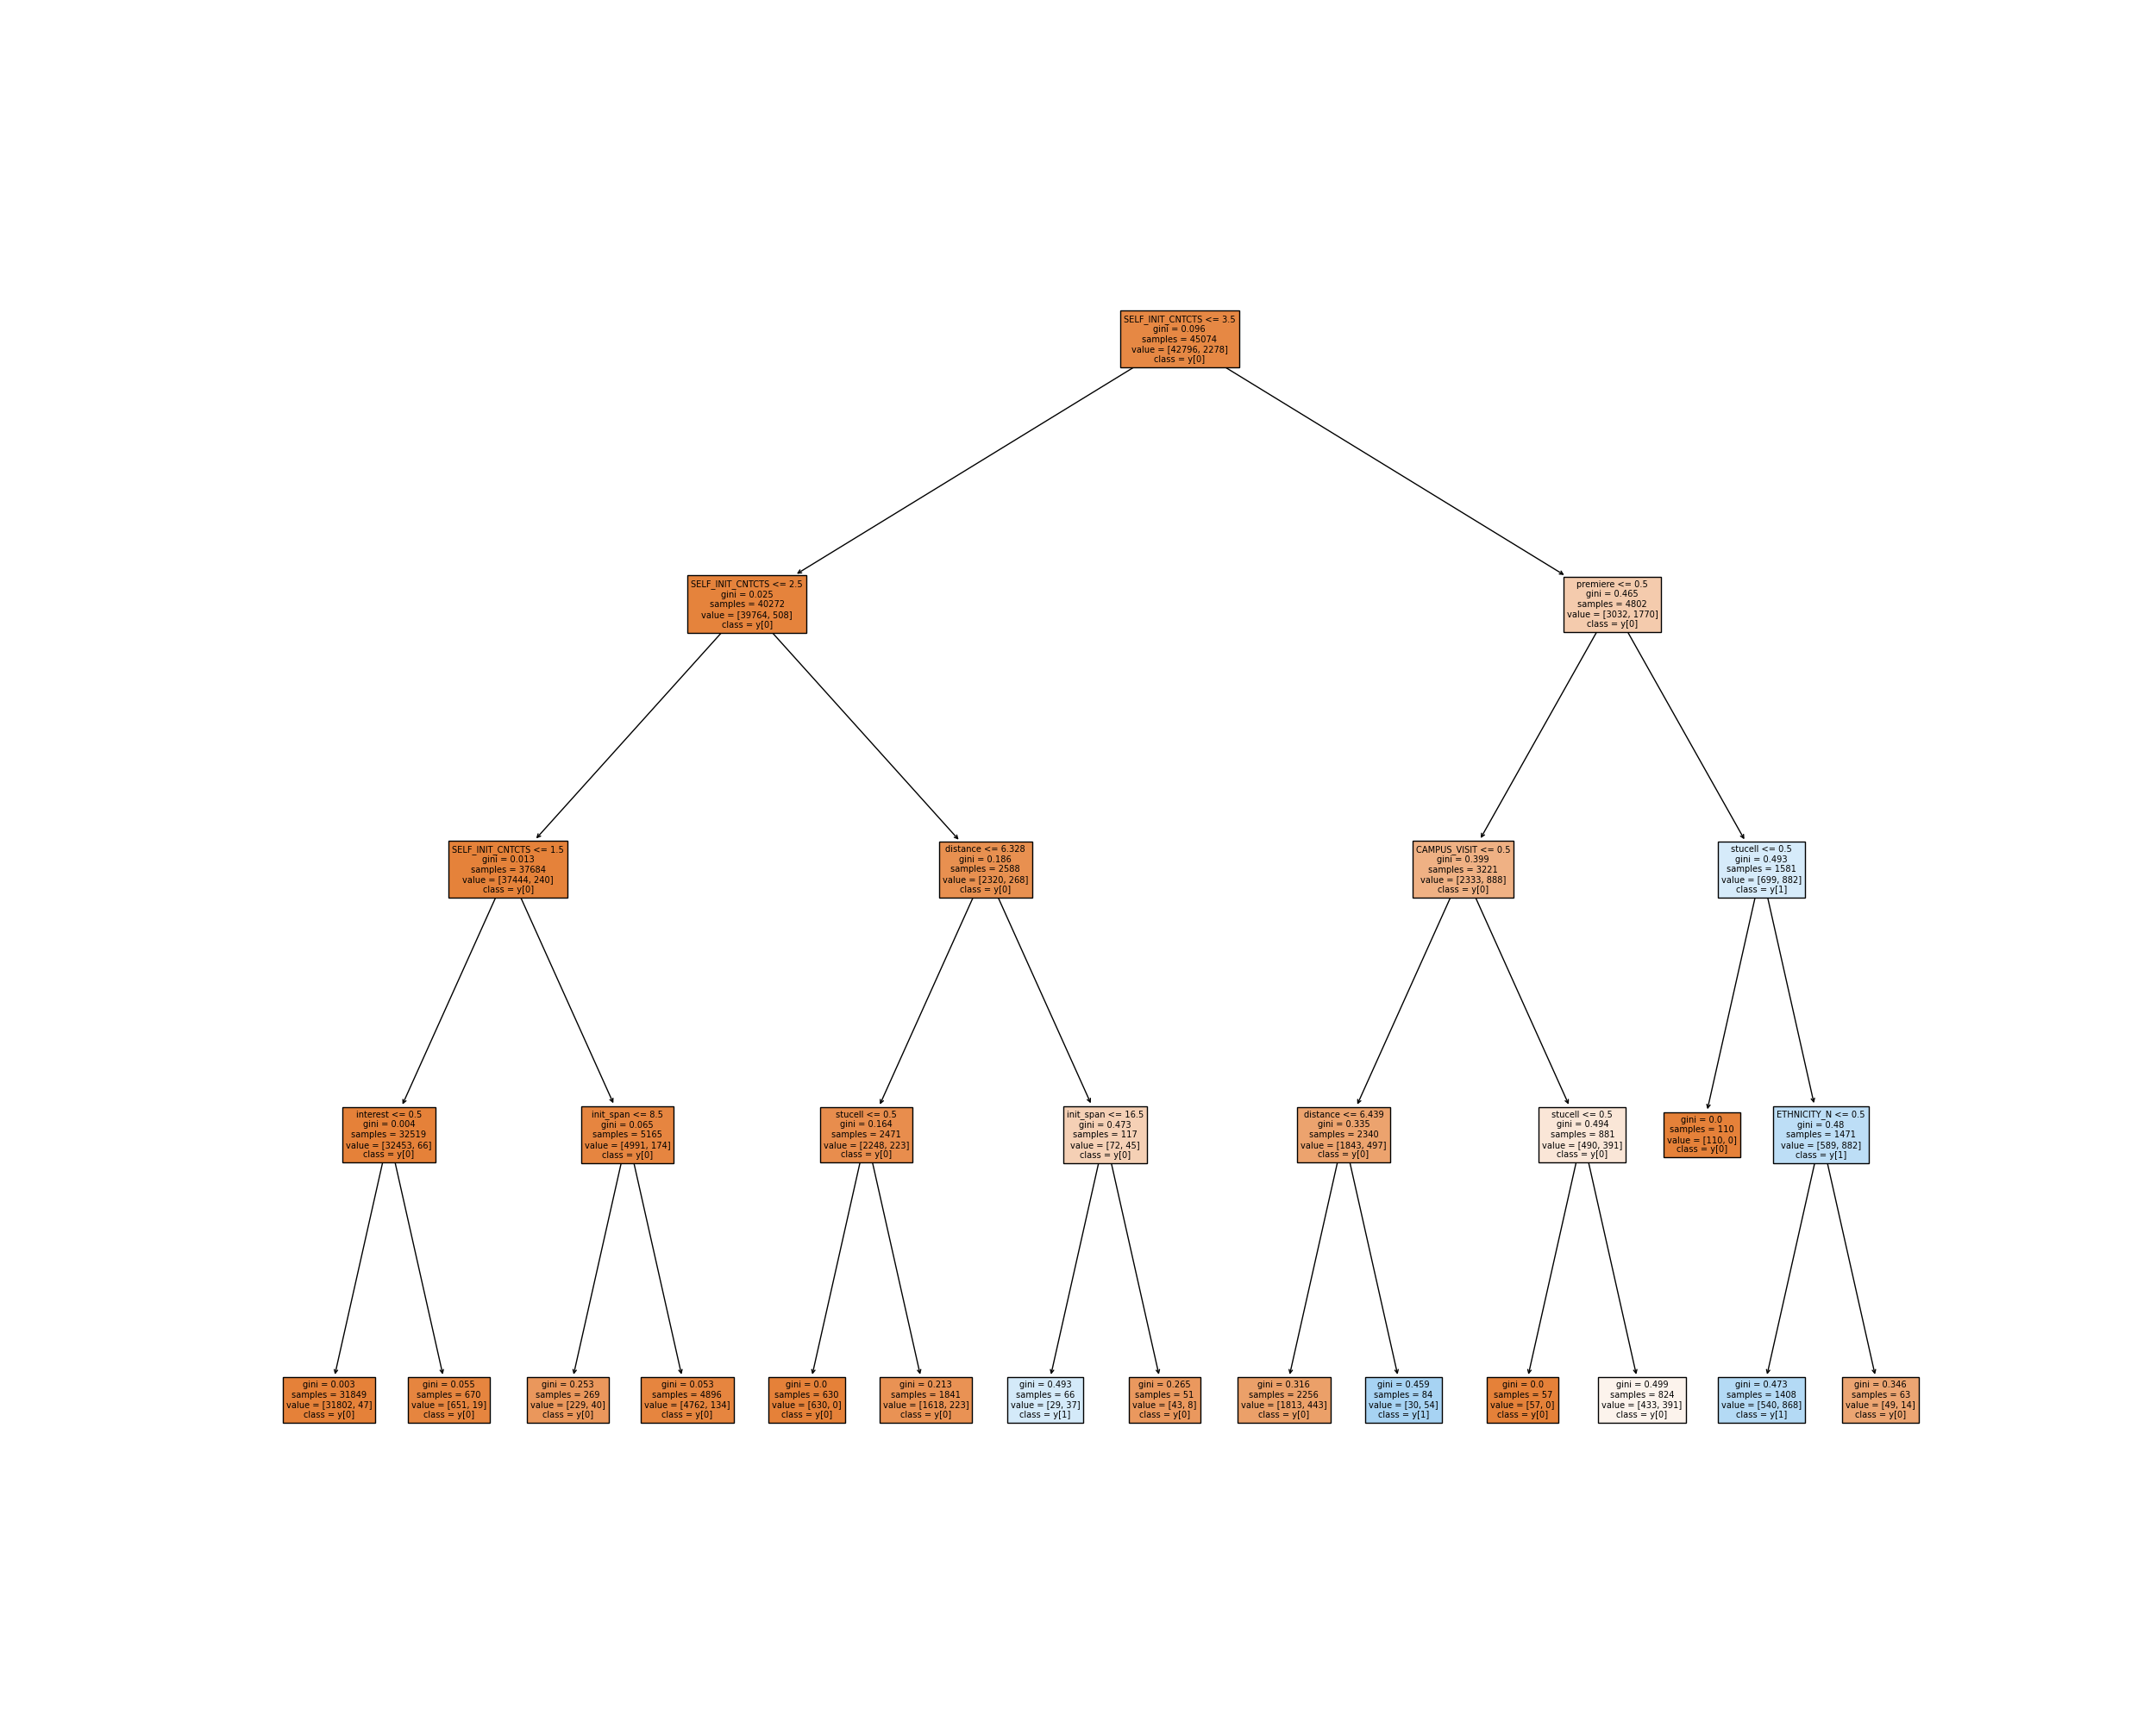 SELF_INIT_CNTCTS <= 3.5
gini = 0.096
samples = 45074
value = [42796, 2278]
class = y[0]
SELF_INIT_CNTCTS <= 2.5
gini = 0.025
samples = 40272
value = [39764, 508]
class = y[0]
premiere <= 0.5
gini = 0.465
samples = 4802
value = [3032, 1770]
class = y[0]
SELF_INIT_CNTCTS <= 1.5
gini = 0.013
samples = 37684
value = [37444, 240]
class = y[0]
distance <= 6.328
gini = 0.186
samples = 2588
value = [2320, 268]
class = y[0]
CAMPUS_VISIT <= 0.5
gini = 0.399
samples = 3221
value = [2333, 888]
class = y[0]
stucell <= 0.5
gini = 0.493
samples = 1581
value = [699, 882]
class = y[1]
interest <= 0.5
gini = 0.004
samples = 32519
value = [32453, 66]
class = y[0]
init_span <= 8.5
gini = 0.065
samples = 5165
value = [4991, 174]
class = y[0]
stucell <= 0.5
gini = 0.164
samples = 2471
value = [2248, 223]
class = y[0]
init_span <= 16.5
gini = 0.473
samples = 117
value = [72, 45]
class = y[0]
distance <= 6.439
gini = 0.335
samples = 2340
value = [1843, 497]
class = y[0]
stucell <= 0.5
gini = 0.494
samples = 881
value = [490, 391]
class = y[0]
gini = 0.0
samples = 110
value = [110, 0]
class = y[0]
ETHNICITY_N <= 0.5
gini = 0.48
samples = 1471
value = [589, 882]
class = y[1]
gini = 0.003
samples = 31849
value = [31802, 47]
class = y[0]
gini = 0.055
samples = 670
value = [651, 19]
class = y[0]
gini = 0.253
samples = 269
value = [229, 40]
class = y[0]
gini = 0.053
samples = 4896
value = [4762, 134]
class = y[0]
gini = 0.0
samples = 630
value = [630, 0]
class = y[0]
gini = 0.213
samples = 1841
value = [1618, 223]
class = y[0]
gini = 0.493
samples = 66
value = [29, 37]
class = y[1]
gini = 0.265
samples = 51
value = [43, 8]
class = y[0]
gini = 0.316
samples = 2256
value = [1813, 443]
class = y[0]
gini = 0.459
samples = 84
value = [30, 54]
class = y[1]
gini = 0.0
samples = 57
value = [57, 0]
class = y[0]
gini = 0.499
samples = 824
value = [433, 391]
class = y[0]
gini = 0.473
samples = 1408
value = [540, 868]
class = y[1]
gini = 0.346
samples = 63
value = [49, 14]
class = y[0]